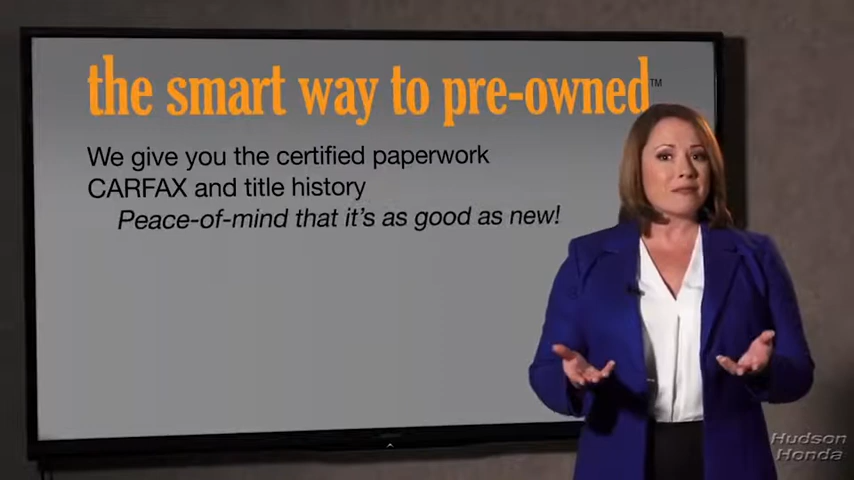 the smart way to pre-owned™
We give you the certified paperwork
CARFAX and title history
Peace-of-mind that it's as good as new!
Hudson
Honda